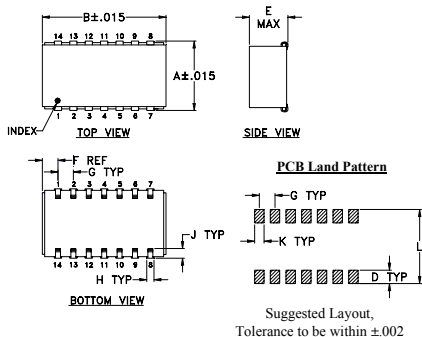 B±.015
E
MAX
14 13 12 11 10 9 8
A±.015
INDEX
1 2 3 4 5 6 7
TOP VIEW
SIDE VIEW
F REF
G TYP
1 2 3 4 5 6 7
J TYP
14 13 12 11 10 9 8
H TYP
BOTTOM VIEW
PCB Land Pattern
G TYP
K TYP
L
D TYP
Suggested Layout,
Tolerance to be within ±.002